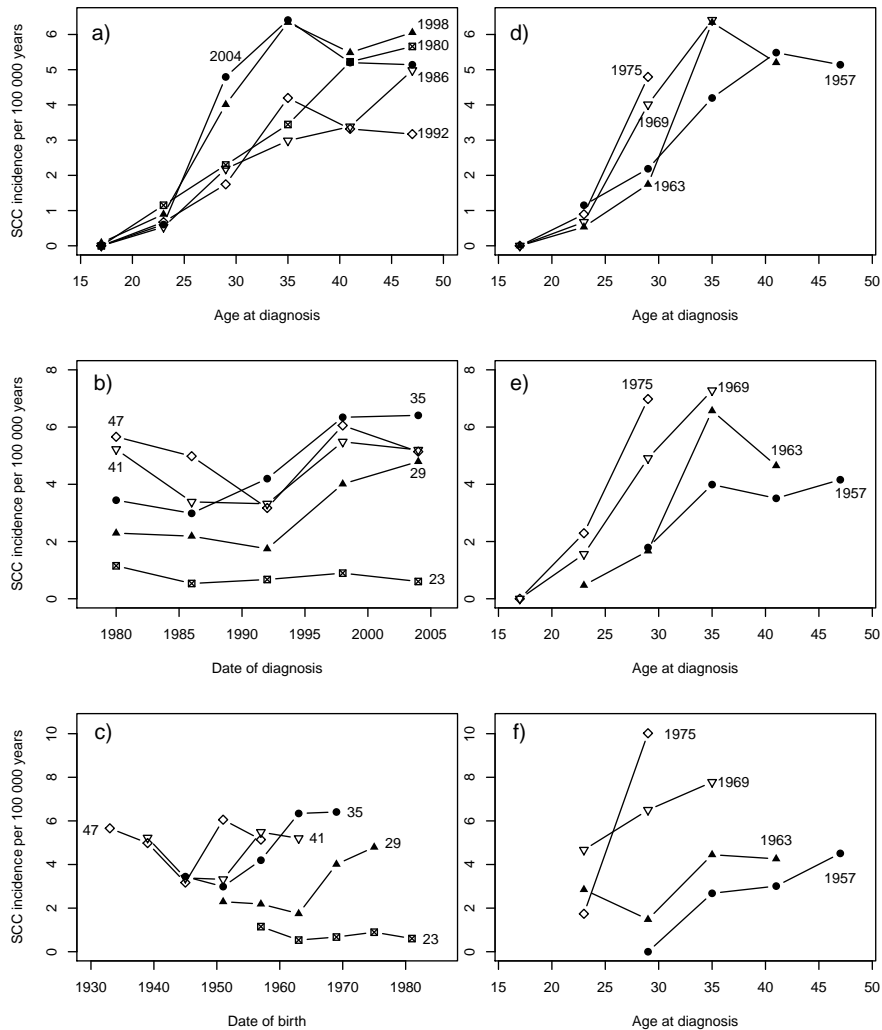 a)
SCC incidence per 100 000 years
0 1 2 3 4 5 6
2004
1998
1980
1986
1992
15 20 25 30 35 40 45 50
Age at diagnosis
d)
0 1 2 3 4 5 6
1975
1969
1963
1957
15 20 25 30 35 40 45 50
Age at diagnosis
b)
SCC incidence per 100 000 years
0 2 4 6 8
47
41
35
29
23
1980 1985 1990 1995 2000 2005
Date of diagnosis
e)
0 2 4 6 8
1975
1969
1963
1957
15 20 25 30 35 40 45 50
Age at diagnosis
c)
SCC incidence per 100 000 years
0 2 4 6 8 10
47
35
41
29
23
1930 1940 1950 1960 1970 1980
Date of birth
f)
0 2 4 6 8 10
1975
1969
1963
1957
15 20 25 30 35 40 45 50
Age at diagnosis